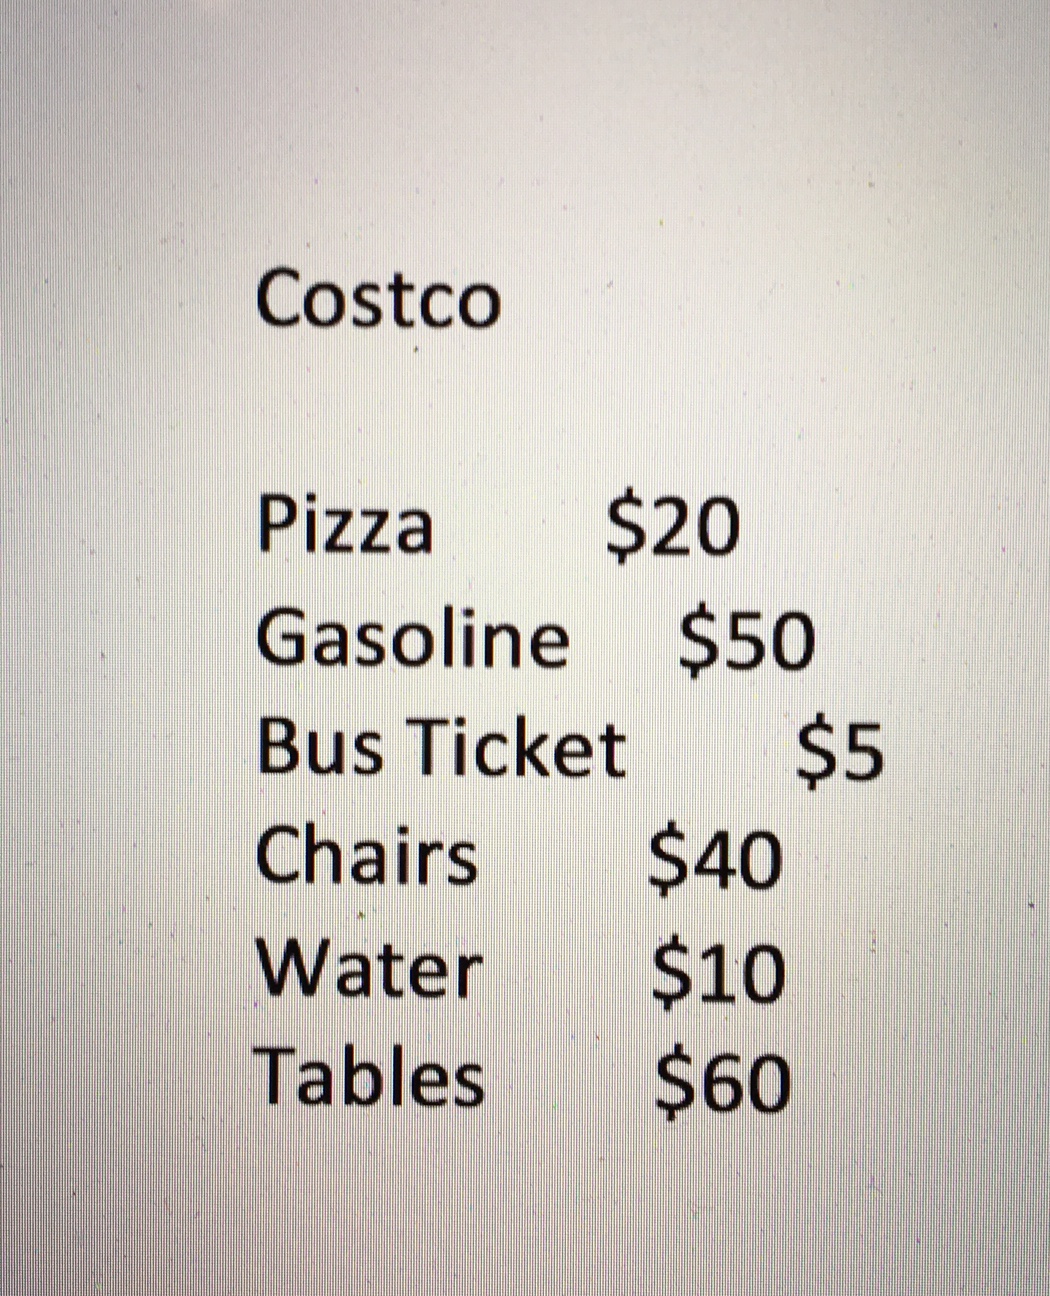 Costco
Pizza $20
Gasoline $50
Bus Ticket $5
Chairs $40
Water $10
Tables $60